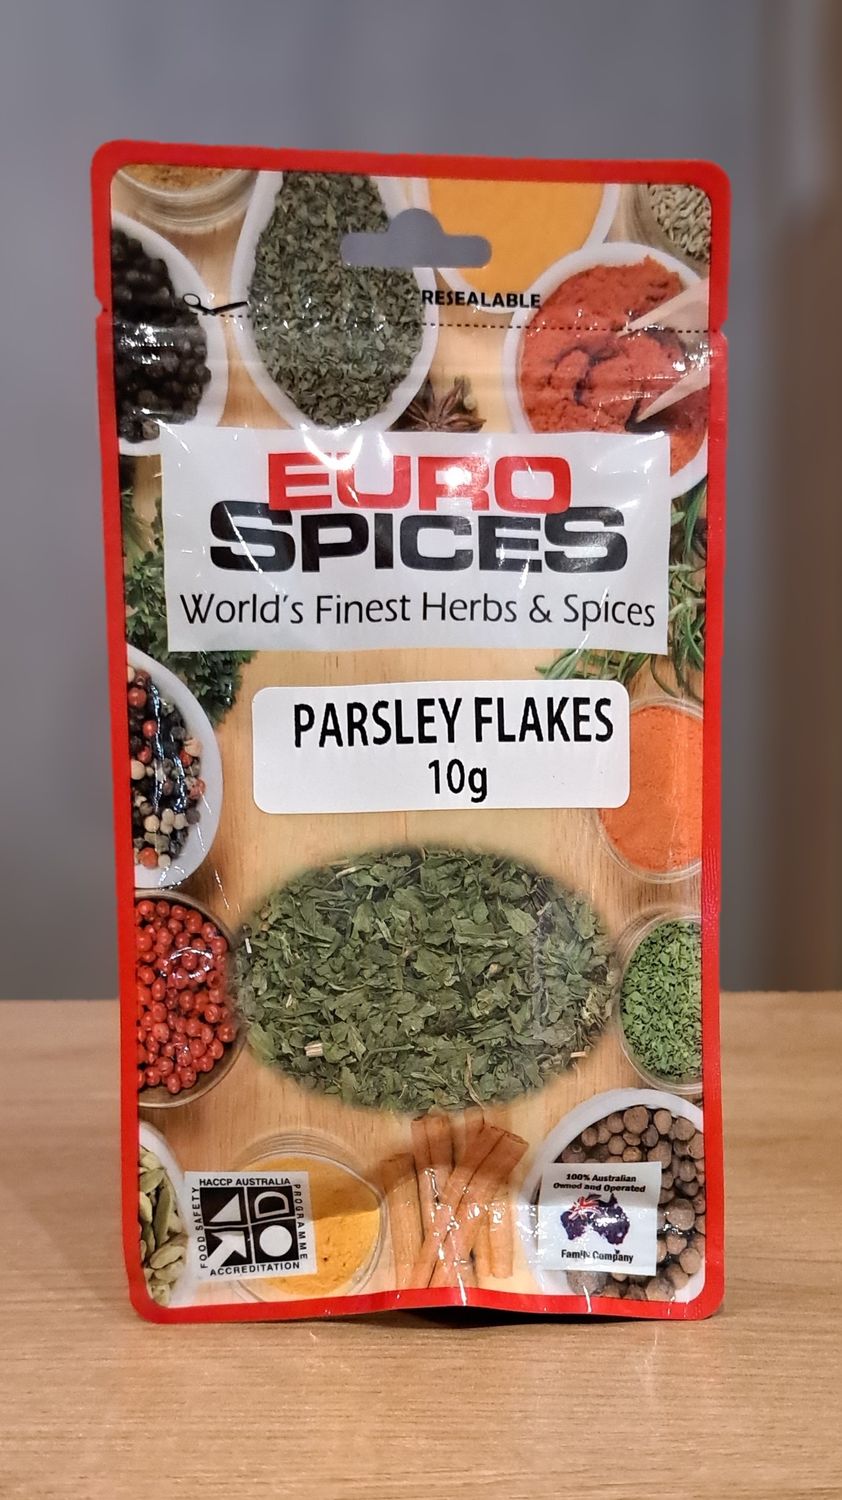 RESEALABLE
EURO
SPICES
World's Finest Herbs & Spices
PARSLEY FLAKES
10g
HACCP AUSTRALIA
FOOD SAFETY
PROGRAMME
ACCREDITATION
100% Australian
Owned and Operated
Family Company